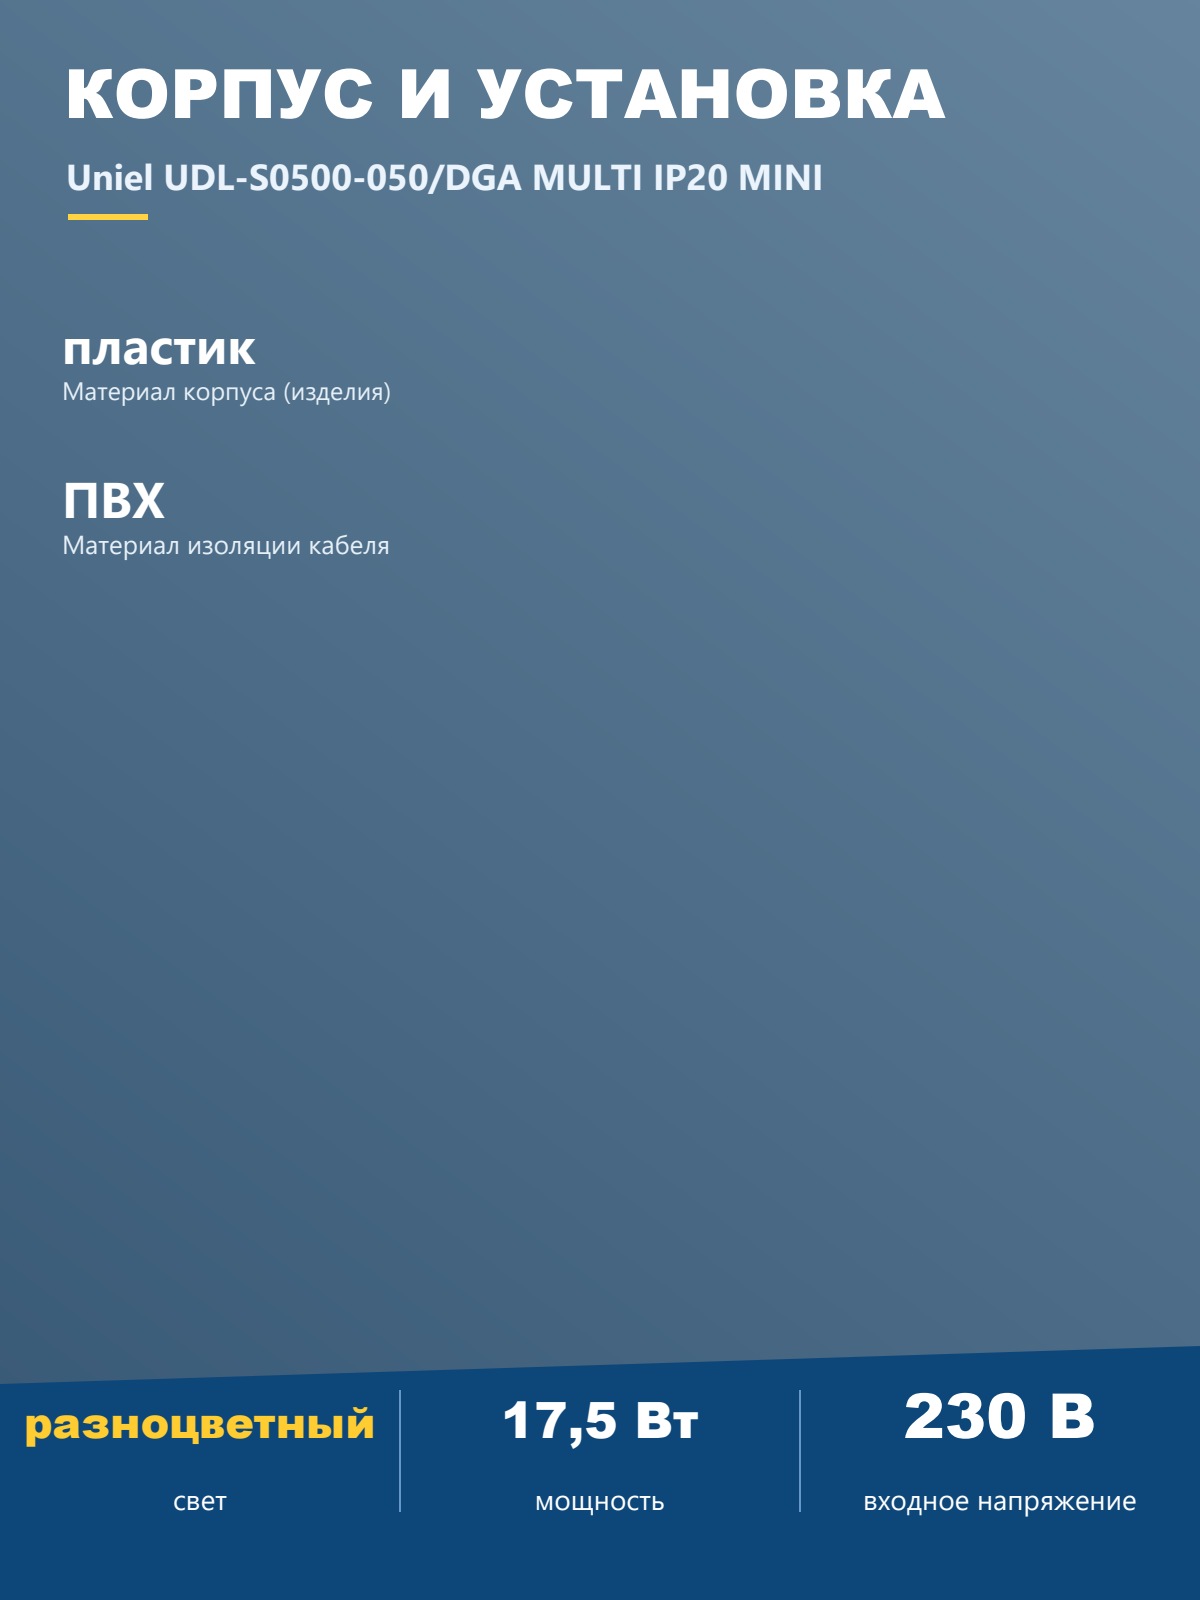 КОРПУС И УСТАНОВКА
Uniel UDL-S0500-050/DGA MULTI IP20 MINI
пластик
Материал корпуса (изделия)
ПВХ
Материал изоляции кабеля
разноцветный
свет
17,5 Вт
мощность
230 В
входное напряжение